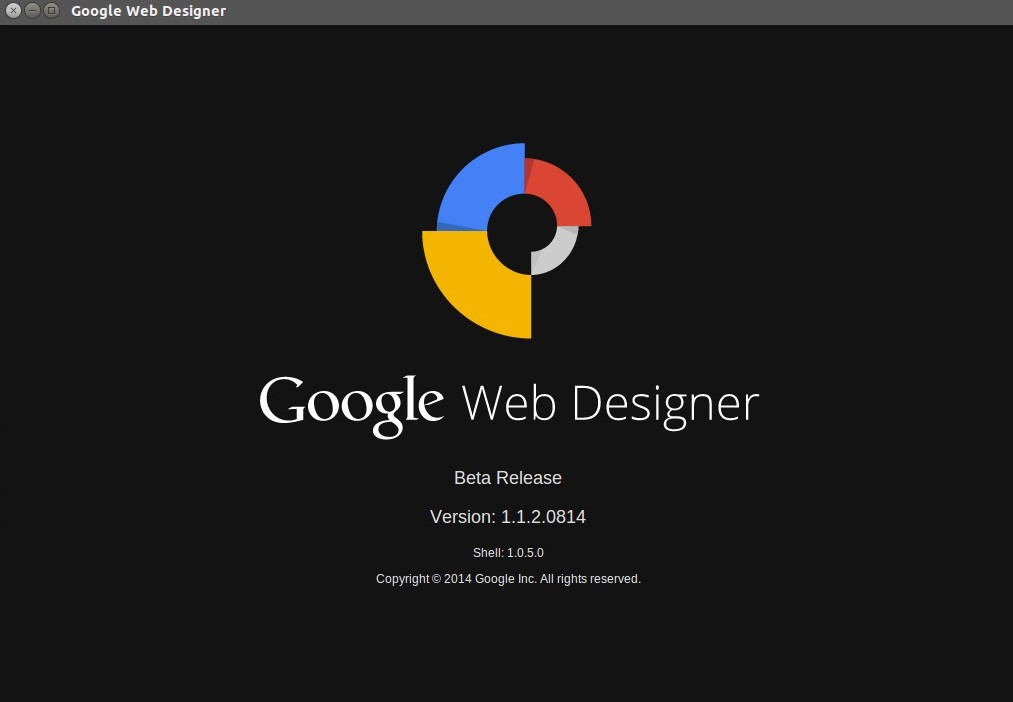 Google Web Designer
Google Web Designer
Beta Release
Version: 1.1.2.0814
Shell: 1.0.5.0
Copyright © 2014 Google Inc. All rights reserved.